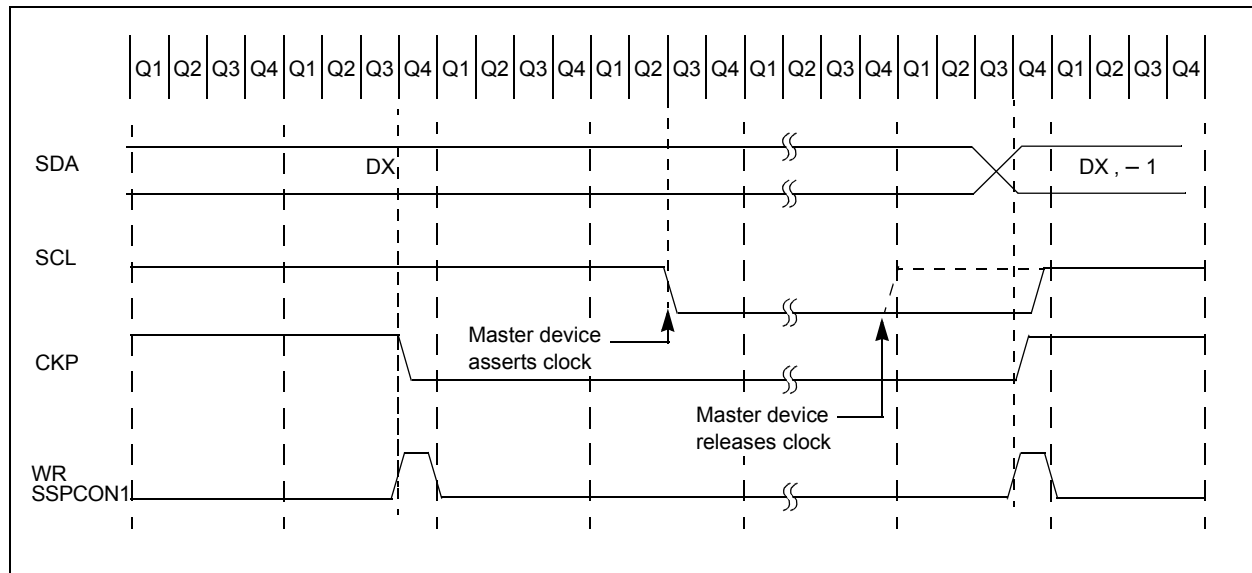 Q1 Q2 Q3 Q4 Q1 Q2 Q3 Q4 Q1 Q2 Q3 Q4 Q1 Q2 Q3 Q4 Q1 Q2 Q3 Q4 Q1 Q2 Q3 Q4 Q1 Q2 Q3 Q4
SDA
DX
DX , – 1
SCL
Master device
asserts clock
CKP
Master device
releases clock
WR
SSPCON1